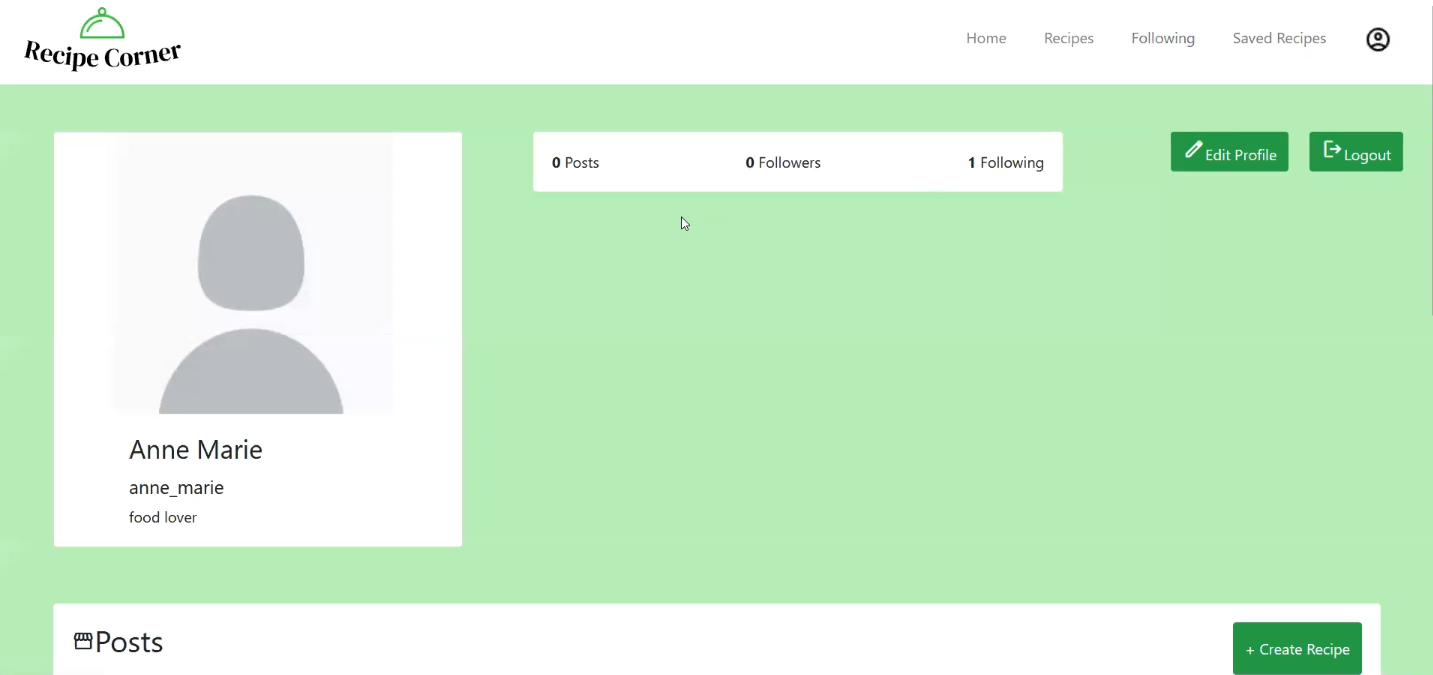 Recipe Corner
Home Recipes Following Saved Recipes
0 Posts 0 Followers 1 Following
Edit Profile Logout
Anne Marie
anne_marie
food lover
Posts
+ Create Recipe